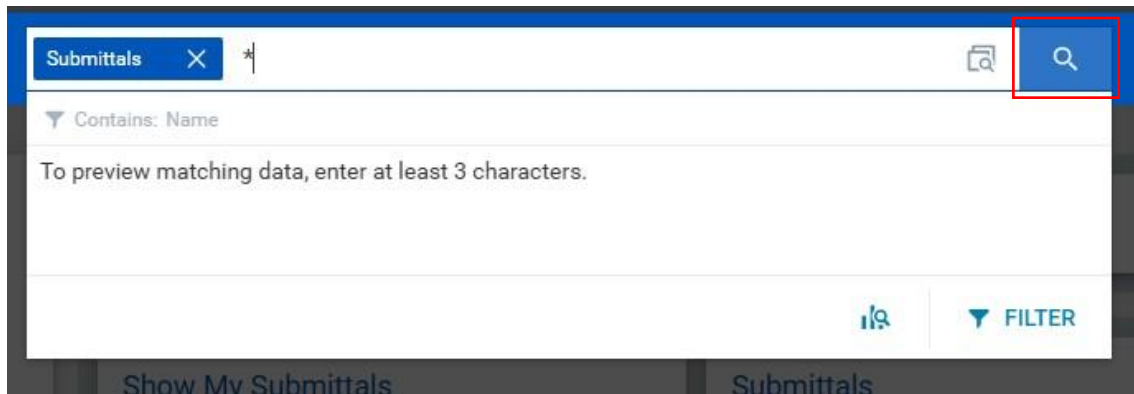 Submittals *
Contains: Name
To preview matching data, enter at least 3 characters.
FILTER
Show My Submittals
Submittals